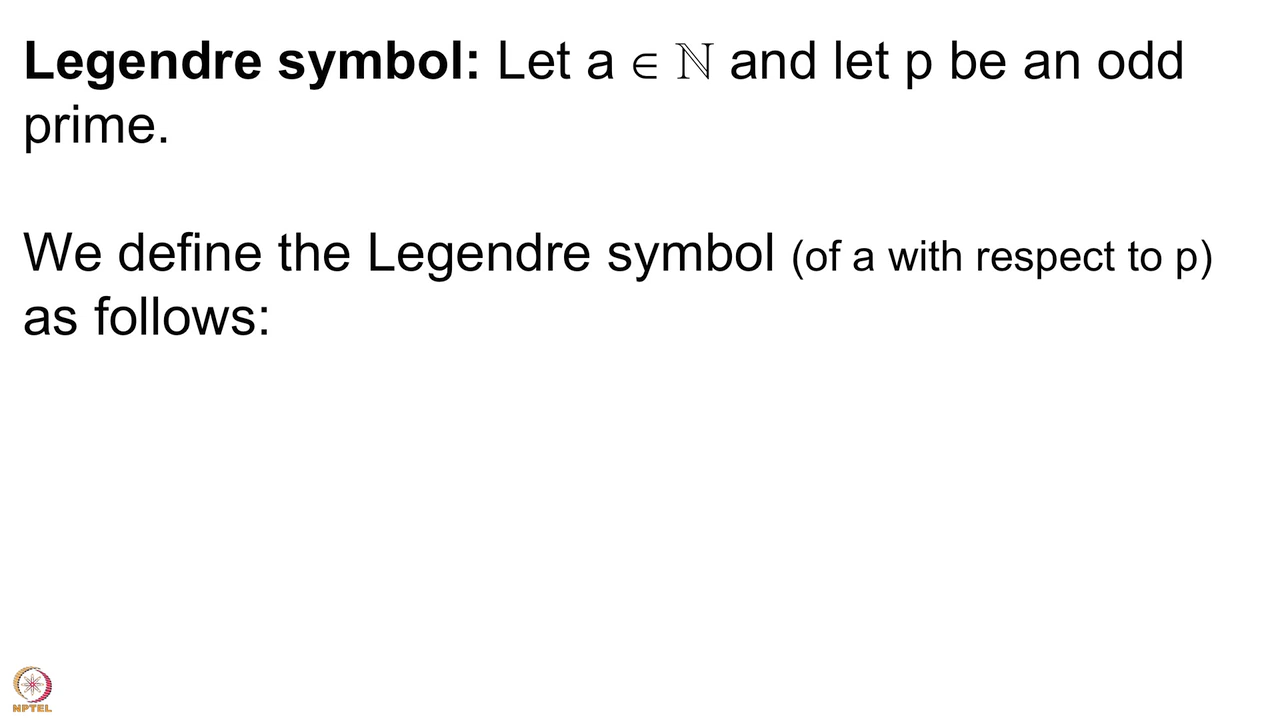 Legendre symbol: Let a ∈ ℕ and let p be an odd
prime.
We define the Legendre symbol (of a with respect to p)
as follows:
NPTEL